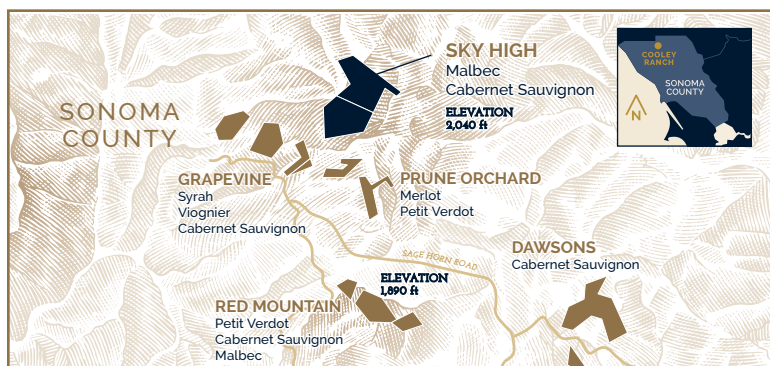 SKY HIGH
Malbec
Cabernet Sauvignon
ELEVATION
2,040 ft
COOLEY
RANCH
SONOMA
COUNTY
N
SONOMA
COUNTY
GRAPEVINE
Syrah
Viognier
Cabernet Sauvignon
PRUNE ORCHARD
Merlot
Petit Verdot
SAGE HORN ROAD
DAWSONS
Cabernet Sauvignon
ELEVATION
1,890 ft
RED MOUNTAIN
Petit Verdot
Cabernet Sauvignon
Malbec